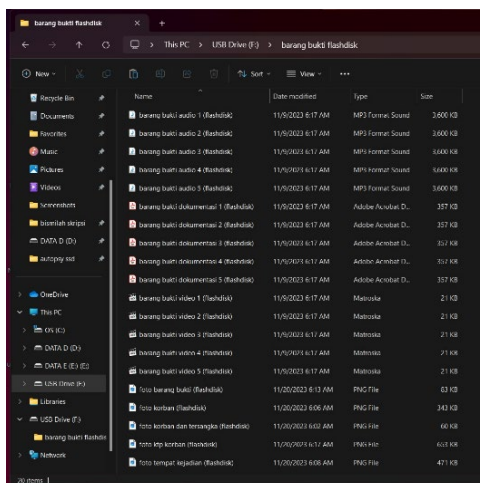 barang bukti flashdisk
This PC > USB Drive (F:) > barang bukti flashdisk
New Sort View
Name Date modified Type Size
Recycle Bin
Documents
Favorites
Music
Pictures
Videos
Screenshots
bismilah skripsi
DATA D (D:)
autopsy ssd
OneDrive
This PC
OS (C:)
DATA D (D:)
DATA E (E:) (E:)
USB Drive (F:)
Libraries
USB Drive (F:)
barang bukti flashdis
Network
barang bukti audio 1 (flashdisk) 11/9/2023 6:17 AM MP3 Format Sound 3,600 KB
barang bukti audio 2 (flashdisk) 11/9/2023 6:17 AM MP3 Format Sound 3,600 KB
barang bukti audio 3 (flashdisk) 11/9/2023 6:17 AM MP3 Format Sound 3,600 KB
barang bukti audio 4 (flashdisk) 11/9/2023 6:17 AM MP3 Format Sound 3,600 KB
barang bukti audio 5 (flashdisk) 11/9/2023 6:17 AM MP3 Format Sound 3,600 KB
barang bukti dokumentasi 1 (flashdisk) 11/9/2023 6:17 AM Adobe Acrobat D... 357 KB
barang bukti dokumentasi 2 (flashdisk) 11/9/2023 6:17 AM Adobe Acrobat D... 357 KB
barang bukti dokumentasi 3 (flashdisk) 11/9/2023 6:17 AM Adobe Acrobat D... 357 KB
barang bukti dokumentasi 4 (flashdisk) 11/9/2023 6:17 AM Adobe Acrobat D... 357 KB
barang bukti dokumentasi 5 (flashdisk) 11/9/2023 6:17 AM Adobe Acrobat D... 357 KB
barang bukti video 1 (flashdisk) 11/9/2023 6:17 AM Matroska 21 KB
barang bukti video 2 (flashdisk) 11/9/2023 6:17 AM Matroska 21 KB
barang bukti video 3 (flashdisk) 11/9/2023 6:17 AM Matroska 21 KB
barang bukti video 4 (flashdisk) 11/9/2023 6:17 AM Matroska 21 KB
barang bukti video 5 (flashdisk) 11/9/2023 6:17 AM Matroska 21 KB
foto berang bukti (flashdisk) 11/20/2023 6:13 AM PNG File 83 KB
foto korban (flashdisk) 11/20/2023 6:06 AM PNG File 343 KB
foto korban dan tersangka (flashdisk) 11/20/2023 6:02 AM PNG File 60 KB
foto ktp korban (flashdisk) 11/20/2023 6:17 AM PNG File 653 KB
foto tempat kejadian (flashdisk) 11/20/2023 6:08 AM PNG File 471 KB
20 items